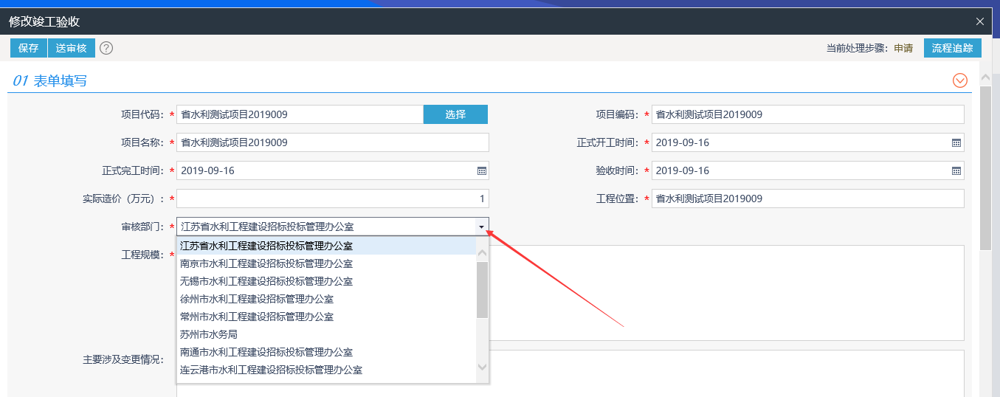 修改竣工验收
保存 送审核 ? 当前处理步骤：申请 流程追踪
01 表单填写
项目代码：* 省水利测试项目2019009 选择 项目编码：* 省水利测试项目2019009
项目名称：* 省水利测试项目2019009 正式开工时间：* 2019-09-16
正式完工时间：* 2019-09-16 验收时间：* 2019-09-16
实际造价（万元）：* 1 工程位置：* 省水利测试项目2019009
审核部门：* 江苏省水利工程建设招标投标管理办公室
江苏省水利工程建设招标投标管理办公室
工程规模：*
南京市水利工程建设招标投标管理办公室
无锡市水利工程建设招标投标管理办公室
徐州市水利工程建设招标管理办公室
常州市水利工程建设招标管理办公室
苏州市水务局
南通市水利工程建设招标投标管理办公室
主要涉及变更情况：
连云港市水利工程建设招标投标管理办公室